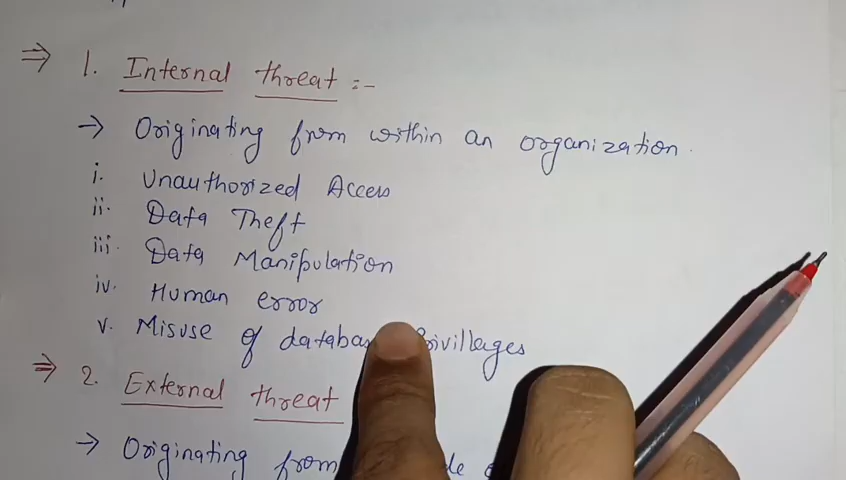 ⇒ 1. Internal threat :-
→ Originating from within an organization.
i. Unauthorized Access
ii. Data Theft
iii. Data Manipulation
iv. Human error
v. Misuse of privillages
⇒ 2. External threat
→ Originating from